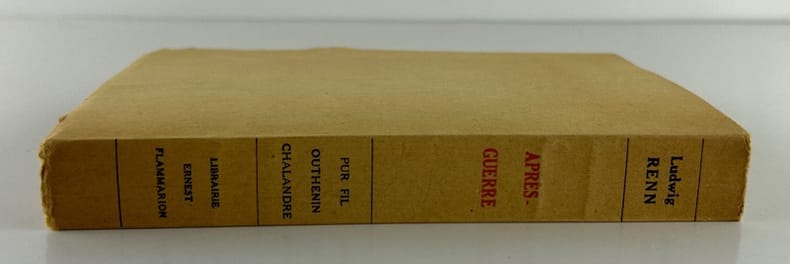 Ludwig
RENN
APRÈS-
GUERRE
PUR FIL
OUTHENIN
CHALANDRE
LIBRAIRIE
ERNEST
FLAMMARION